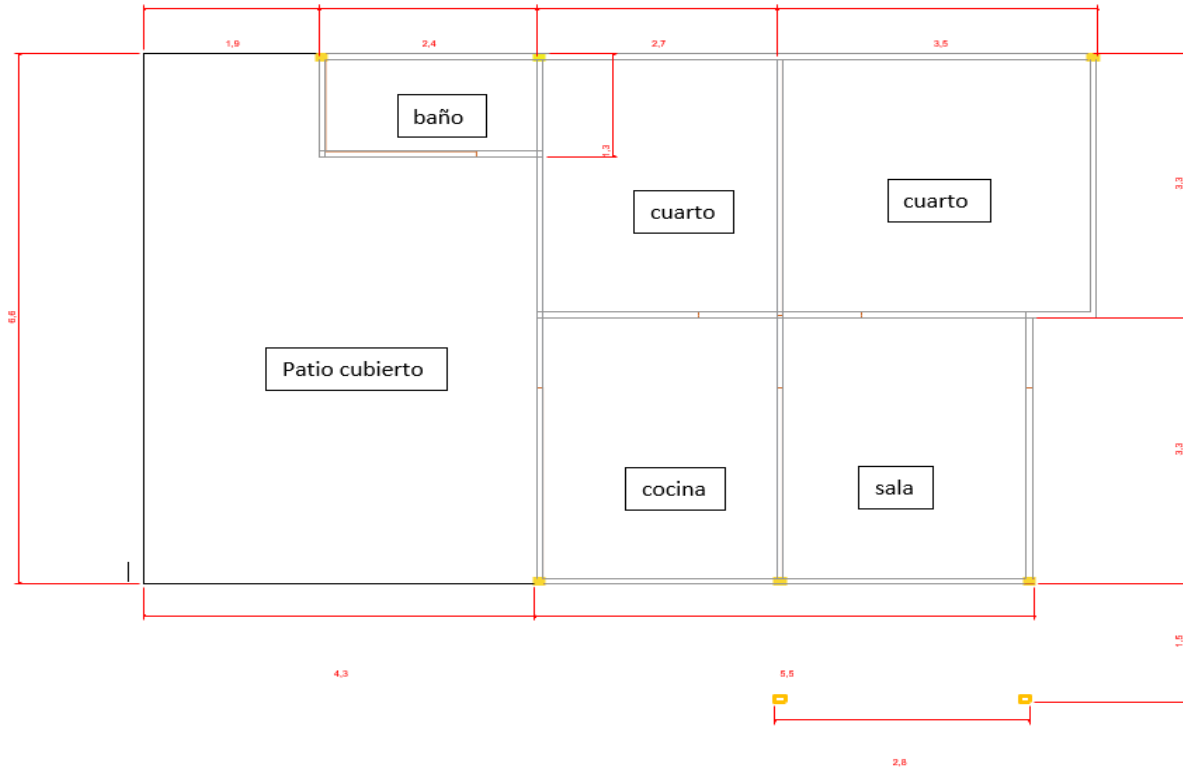 1,9
2,4
2,7
3,5
baño
1,3
cuarto
cuarto
3,3
6,6
Patio cubierto
cocina
sala
3,3
1,5
4,3
5,5
2,8